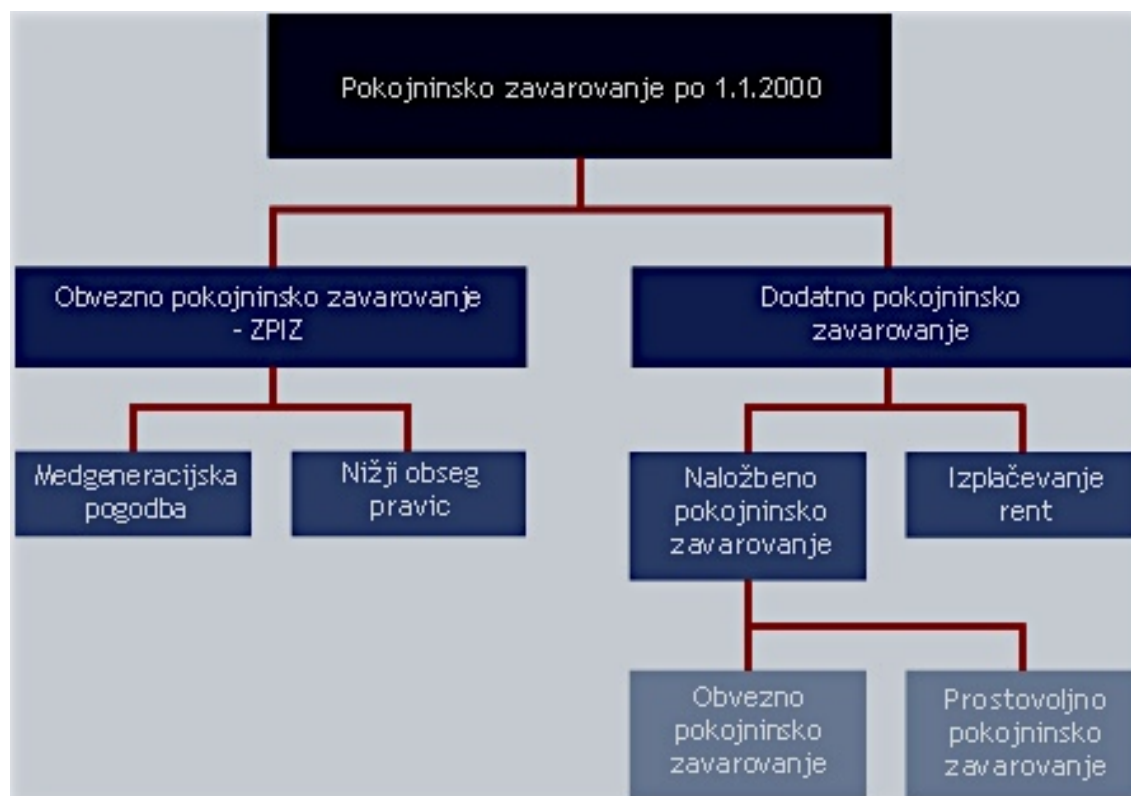 Pokojninsko zavarovanje po 1.1.2000
Obvezno pokojninsko zavarovanje
- ZPIZ
Dodatno pokojninsko
zavarovanje
Medgeneracijska
pogodba
Nižji obseg
pravic
Naložbeno
pokojninsko
zavarovanje
Izplačevanje
rent
Obvezno
pokojninsko
zavarovanje
Prostovoljno
pokojninsko
zavarovanje